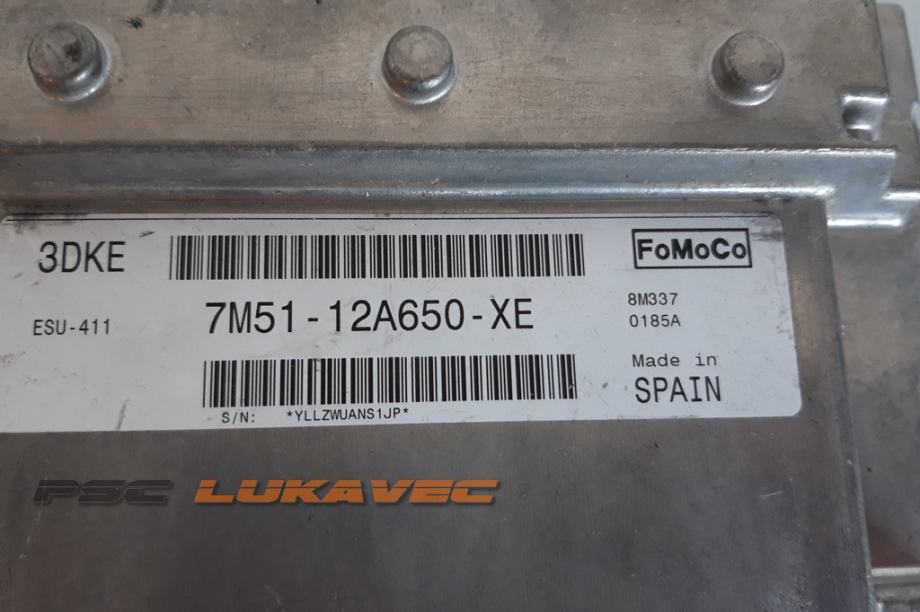 3DKE
FoMoCo
ESU-411
7M51-12A650-XE
8M337
0185A
Made in
SPAIN
S/N: *YLLZWUANS1JP*
PSC LUKAVEC